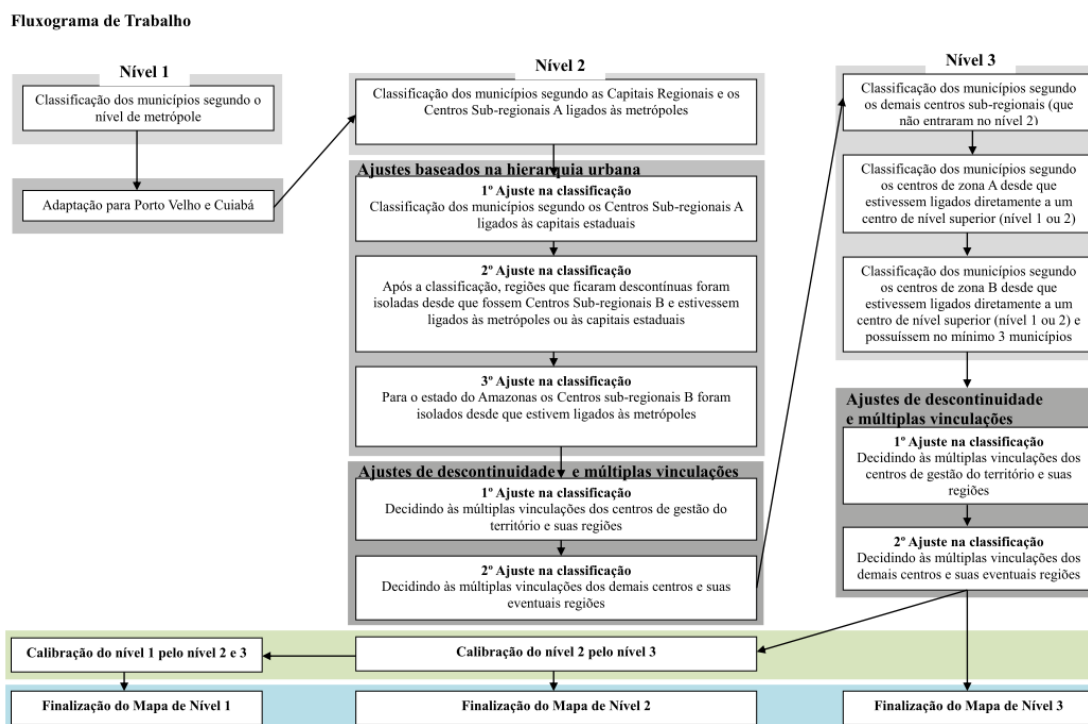 Fluxograma de Trabalho
Nível 1
Classificação dos municípios segundo o
nível de metrópole
Adaptação para Porto Velho e Cuiabá
Nível 2
Classificação dos municípios segundo as Capitais Regionais e os
Centros Sub-regionais A ligados às metrópoles
Ajustes baseados na hierarquia urbana
1º Ajuste na classificação
Classificação dos municípios segundo os Centros Sub-regionais A
ligados às capitais estaduais
2º Ajuste na classificação
Após a classificação, regiões que ficaram descontínuas foram
isoladas desde que fossem Centros Sub-regionais B e estivessem
ligados às metrópoles ou às capitais estaduais
3º Ajuste na classificação
Para o estado do Amazonas os Centros sub-regionais B foram
isolados desde que estivem ligados às metrópoles
Ajustes de descontinuidade e múltiplas vinculações
1º Ajuste na classificação
Decidindo às múltiplas vinculações dos centros de gestão do
território e suas regiões
2º Ajuste na classificação
Decidindo às múltiplas vinculações dos demais centros e suas
eventuais regiões
Nível 3
Classificação dos municípios segundo
os demais centros sub-regionais (que
não entraram no nível 2)
Classificação dos municípios segundo
os centros de zona A desde que
estivessem ligados diretamente a um
centro de nível superior (nível 1 ou 2)
Classificação dos municípios segundo
os centros de zona B desde que
estivessem ligados diretamente a um
centro de nível superior (nível 1 ou 2) e
possuíssem no mínimo 3 municípios
Ajustes de descontinuidade
e múltiplas vinculações
1º Ajuste na classificação
Decidindo às múltiplas vinculações dos
centros de gestão do território e suas
regiões
2º Ajuste na classificação
Decidindo às múltiplas vinculações dos
demais centros e suas eventuais regiões
Calibração do nível 1 pelo nível 2 e 3
Calibração do nível 2 pelo nível 3
Finalização do Mapa de Nível 1
Finalização do Mapa de Nível 2
Finalização do Mapa de Nível 3